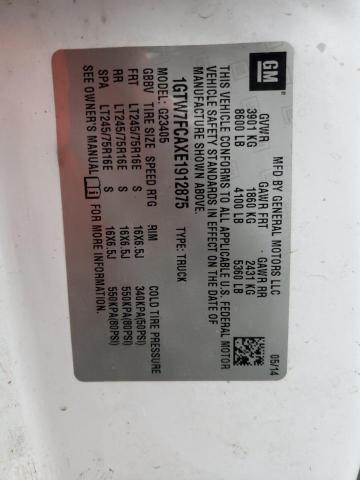 GM
MFD BY GENERAL MOTORS LLC 05/14
GVWR GAWR FRT GAWR RR
3901 KG 1860 KG 2431 KG
8600 LB 4100 LB 5360 LB
THIS VEHICLE CONFORMS TO ALL APPLICABLE U.S. FEDERAL MOTOR
VEHICLE SAFETY STANDARDS IN EFFECT ON THE DATE OF
MANUFACTURE SHOWN ABOVE.
1GTW7FCAXE1912875 TYPE: TRUCK
MODEL: G23405
GBBV TIRE SIZE SPEED RTG RIM COLD TIRE PRESSURE
FRT LT245/75R16E S 16X6.5J 340KPA(50PSI)
RR LT245/75R16E S 16X6.5J 550KPA(80PSI)
SPA LT245/75R16E S 16X6.5J 550KPA(80PSI)
SEE OWNER'S MANUAL